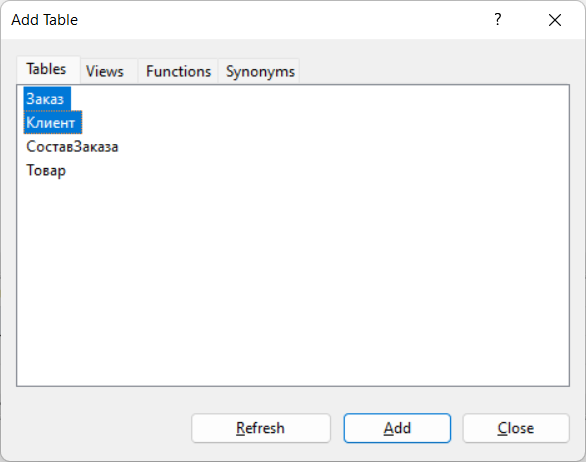 Add Table ?
Tables Views Functions Synonyms
Заказ
Клиент
СоставЗаказа
Товар
Refresh Add Close